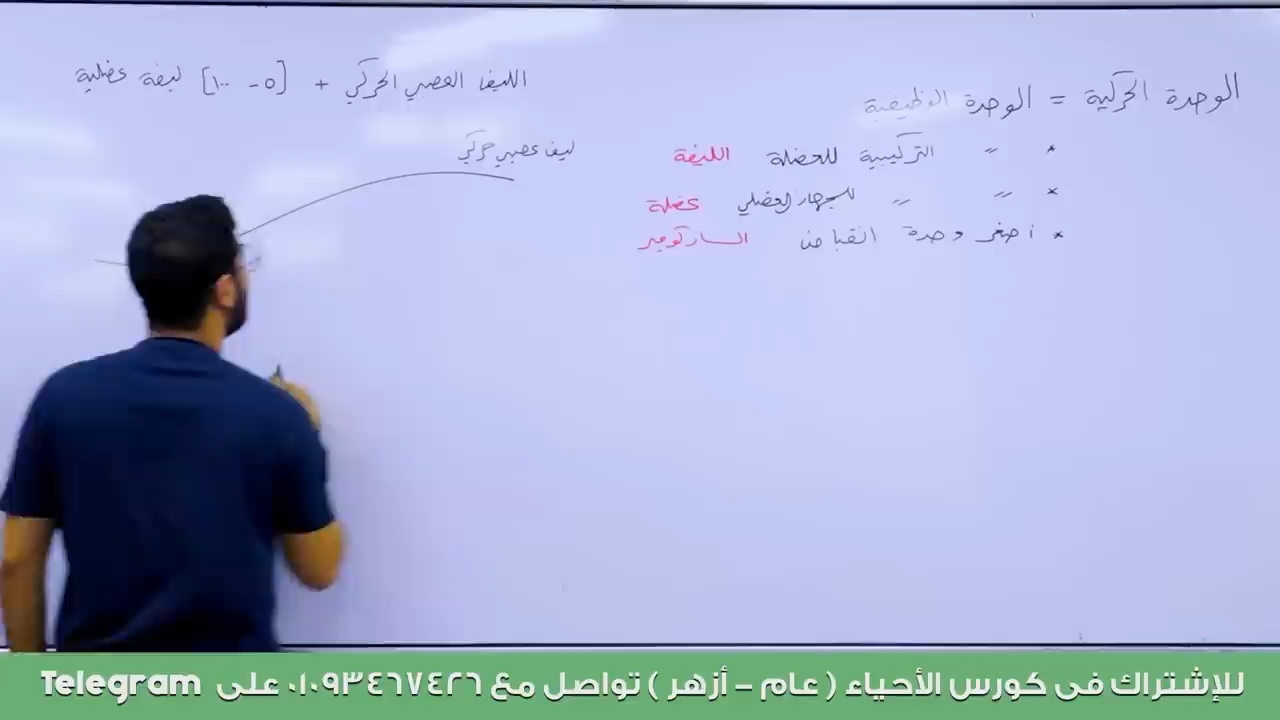 الوحدة الحركية = الوحدة الوظيفية
* " التركيبية للعضلة الليفة
* " " للجهاز العضلي عضلة
* أصغر وحدة انقباض الساركومير
الليف العصبي الحركي + [٥ - ١٠٠] ليفة عضلية
ليف عصبي حركي
للإشتراك فى كورس الأحياء ( عام - أزهر ) تواصل مع ٠١٠٩٣٤٦٧٤٢٦ على Telegram